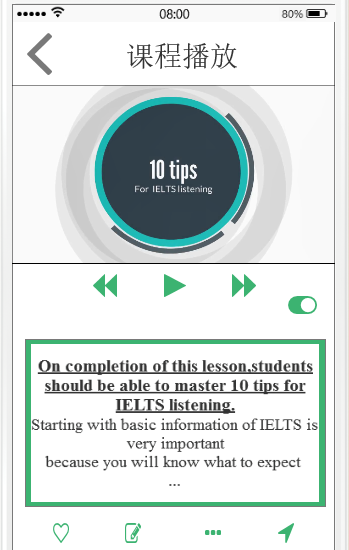 08:00
80%
课程播放
10 tips
For IELTS listening
On completion of this lesson,students
should be able to master 10 tips for
IELTS listening.
Starting with basic information of IELTS is
very important
because you will know what to expect
...